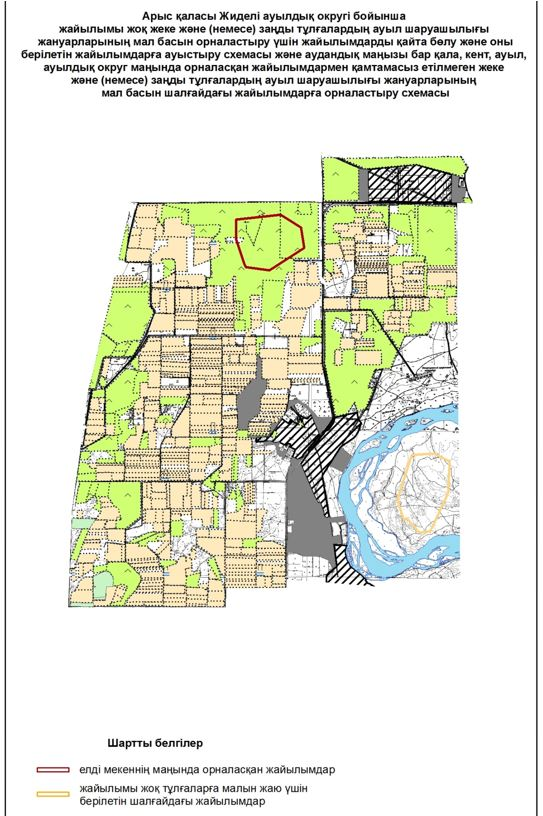 Арыс қаласы Жиделі ауылдық округі бойынша
жайылымы жоқ жеке және (немесе) заңды тұлғалардың ауыл шаруашылығы
жануарларының мал басын орналастыру үшін жайылымдарды қайта бөлу және оны
берілетін жайылымдарға ауыстыру схемасы және аудандық маңызы бар қала, кент, ауыл,
ауылдық округ маңында орналасқан жайылымдармен қамтамасыз етілмеген жеке
және (немесе) заңды тұлғалардың ауыл шаруашылығы жануарларының
мал басын шалғайдағы жайылымдарға орналастыру схемасы
Шартты белгілер
елді мекеннің маңында орналасқан жайылымдар
жайылымы жоқ тұлғаларға малын жаю үшін
берілетін шалғайдағы жайылымдар